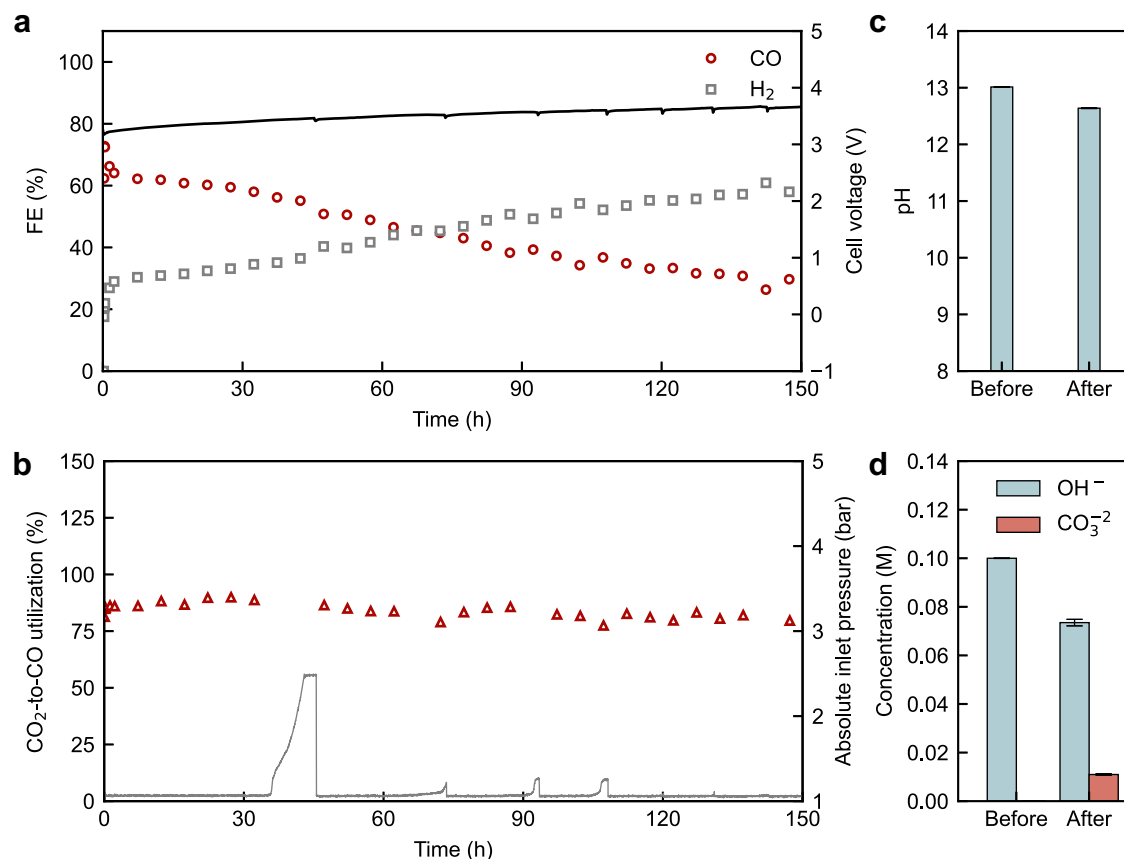 a
100
80
60
40
20
0
FE (%)
CO
H₂
5
4
3
2
1
0
−1
Cell voltage (V)
0 30 60 90 120 150
Time (h)
c
14
13
12
11
10
9
8
pH
Before After
b
150
125
100
75
50
25
0
CO₂-to-CO utilization (%)
5
4
3
2
1
Absolute inlet pressure (bar)
0 30 60 90 120 150
Time (h)
d
0.14
0.12
0.10
0.08
0.06
0.04
0.02
0.00
Concentration (M)
OH⁻
CO₃⁻²
Before After